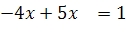 −4x + 5x = 1